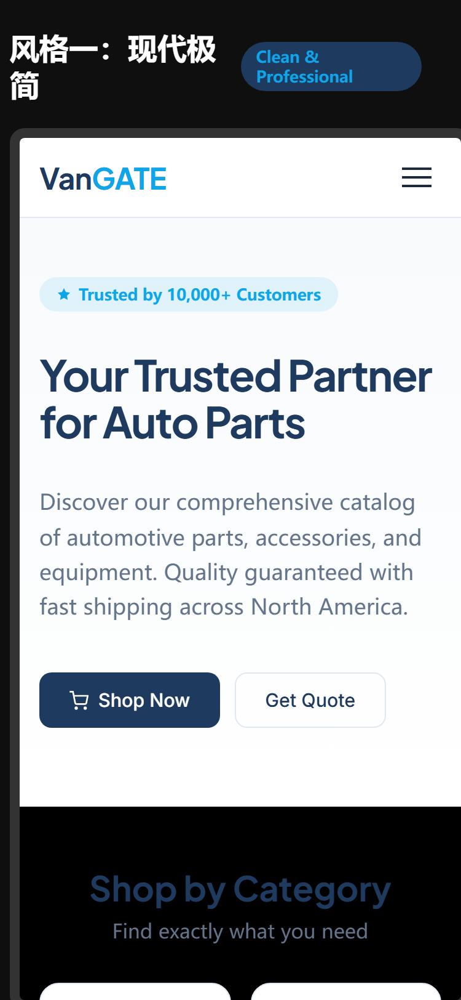 风格一：现代极
简
Clean &
Professional
VanGATE
Trusted by 10,000+ Customers
Your Trusted Partner
for Auto Parts
Discover our comprehensive catalog
of automotive parts, accessories, and
equipment. Quality guaranteed with
fast shipping across North America.
Shop Now
Get Quote
Shop by Category
Find exactly what you need